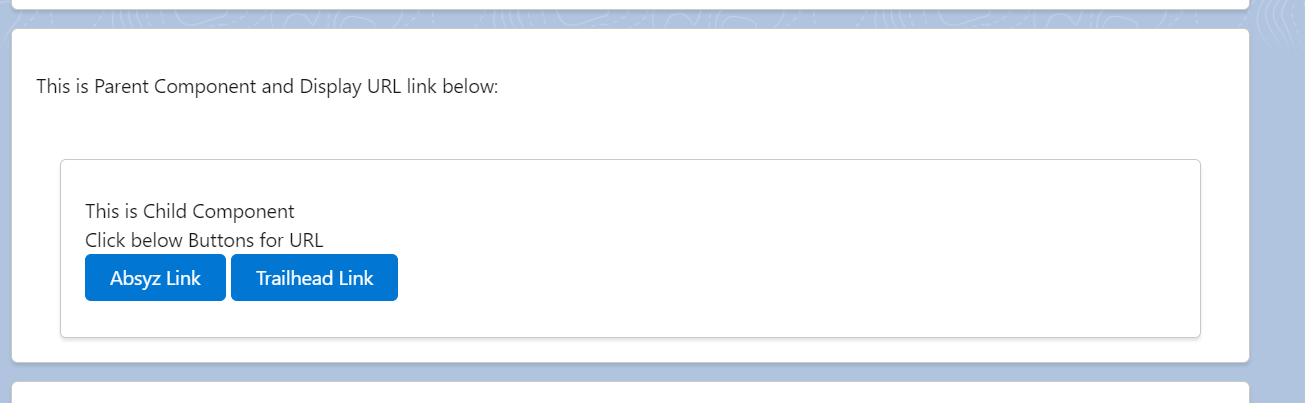 This is Parent Component and Display URL link below:
This is Child Component
Click below Buttons for URL
Absyz Link Trailhead Link